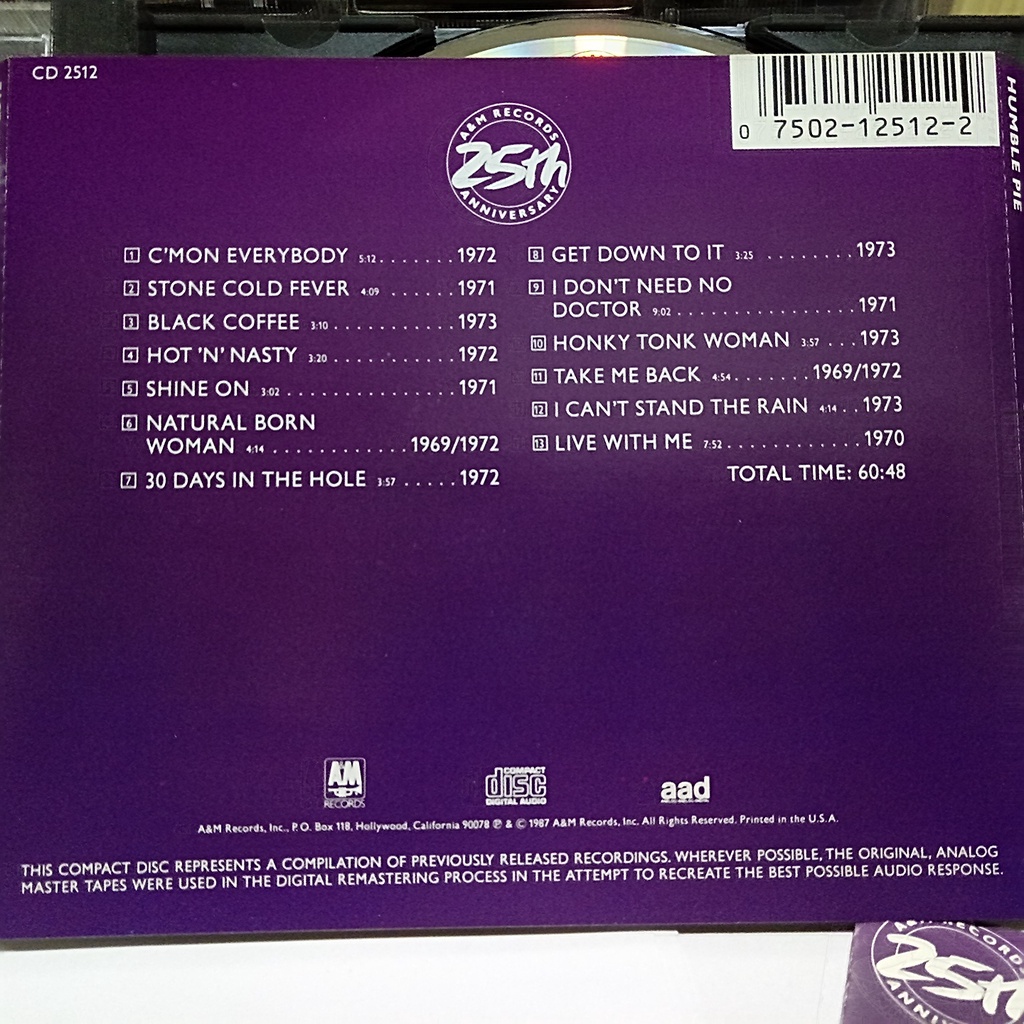 CD 2512
0 7502-12512-2
HUMBLE PIE
A&M RECORDS
25th
ANNIVERSARY
1 C'MON EVERYBODY 5:12.......1972
2 STONE COLD FEVER 4:09 ......1971
3 BLACK COFFEE 3:10...........1973
4 HOT 'N' NASTY 3:20...........1972
5 SHINE ON 3:02................1971
6 NATURAL BORN
WOMAN 4:14............1969/1972
7 30 DAYS IN THE HOLE 3:57.....1972
8 GET DOWN TO IT 3:25 ........1973
9 I DON'T NEED NO
DOCTOR 9:02.................1971
10 HONKY TONK WOMAN 3:57 ...1973
11 TAKE ME BACK 4:54.......1969/1972
12 I CAN'T STAND THE RAIN 4:14..1973
13 LIVE WITH ME 7:52............1970
TOTAL TIME: 60:48
A&M
RECORDS
COMPACT
disc
DIGITAL AUDIO
aad
A&M Records, Inc., P.O. Box 118, Hollywood, California 90078 ℗ & © 1987 A&M Records, Inc. All Rights Reserved. Printed in the U.S.A.
THIS COMPACT DISC REPRESENTS A COMPILATION OF PREVIOUSLY RELEASED RECORDINGS. WHEREVER POSSIBLE, THE ORIGINAL, ANALOG
MASTER TAPES WERE USED IN THE DIGITAL REMASTERING PROCESS IN THE ATTEMPT TO RECREATE THE BEST POSSIBLE AUDIO RESPONSE.
A&M RECORD
25th
ANNIV